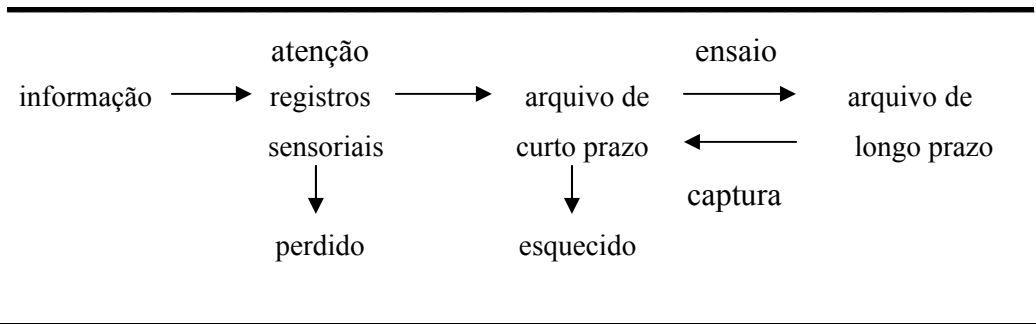 atenção ensaio
informação registros arquivo de arquivo de
sensoriais curto prazo longo prazo
captura
perdido esquecido